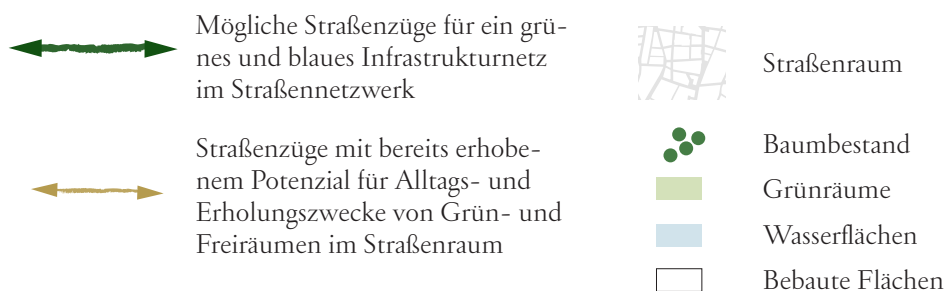 Mögliche Straßenzüge für ein grü-
nes und blaues Infrastrukturnetz
im Straßennetzwerk
Straßenzüge mit bereits erhobe-
nem Potenzial für Alltags- und
Erholungszwecke von Grün- und
Freiräumen im Straßenraum
Straßenraum
Baumbestand
Grünräume
Wasserflächen
Bebaute Flächen